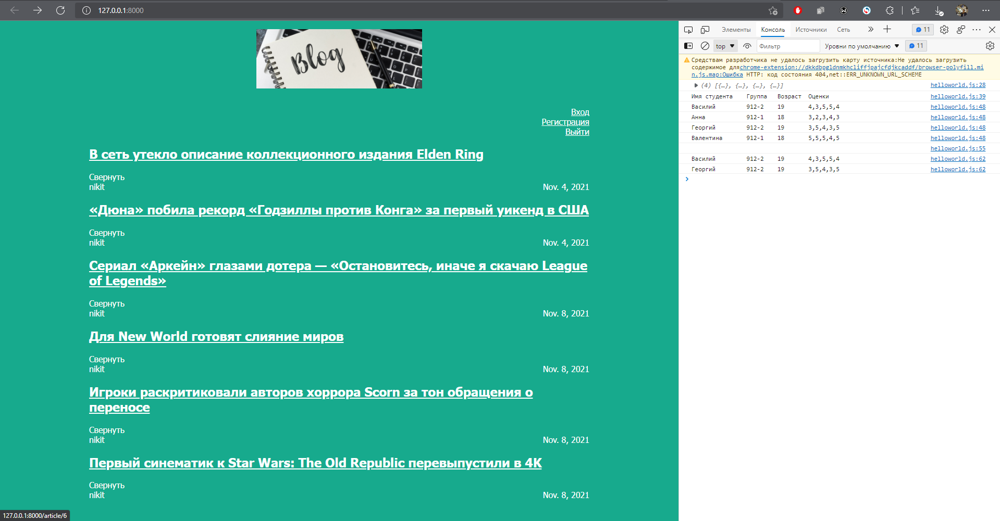 127.0.0.1:8000
Blog
Вход
Регистрация
Выйти
В сеть утекло описание коллекционного издания Elden Ring
Свернуть
nikit Nov. 4, 2021
«Дюна» побила рекорд «Годзиллы против Конга» за первый уикенд в США
Свернуть
nikit Nov. 4, 2021
Сериал «Аркейн» глазами дотера — «Остановитесь, иначе я скачаю League
of Legends»
Свернуть
nikit Nov. 8, 2021
Для New World готовят слияние миров
Свернуть
nikit Nov. 8, 2021
Игроки раскритиковали авторов хоррора Scorn за тон обращения о
переносе
Свернуть
nikit Nov. 8, 2021
Первый синематик к Star Wars: The Old Republic перевыпустили в 4K
Свернуть
nikit Nov. 8, 2021
127.0.0.1:8000/article/6
Элементы Консоль Источники Сеть 11
top Фильтр Уровни по умолчанию 11
Средствам разработчика не удалось загрузить карту источника:Не удалось загрузить
содержимое дляchrome-extension://dkkdbpgldnmkhcliffjpajcfdjkcaddf/browser-polyfill.mi
n.js.map:Ошибка HTTP: код состояния 404,net::ERR_UNKNOWN_URL_SCHEME
(4) [{…}, {…}, {…}, {…}] helloworld.js:28
Имя студента Группа Возраст Оценки helloworld.js:39
Василий 912-2 19 4,3,5,5,4 helloworld.js:48
Анна 912-1 18 3,2,3,4,3 helloworld.js:48
Георгий 912-2 19 3,5,4,3,5 helloworld.js:48
Валентина 912-1 18 5,5,5,4,5 helloworld.js:48
helloworld.js:55
Василий 912-2 19 4,3,5,5,4 helloworld.js:62
Георгий 912-2 19 3,5,4,3,5 helloworld.js:62